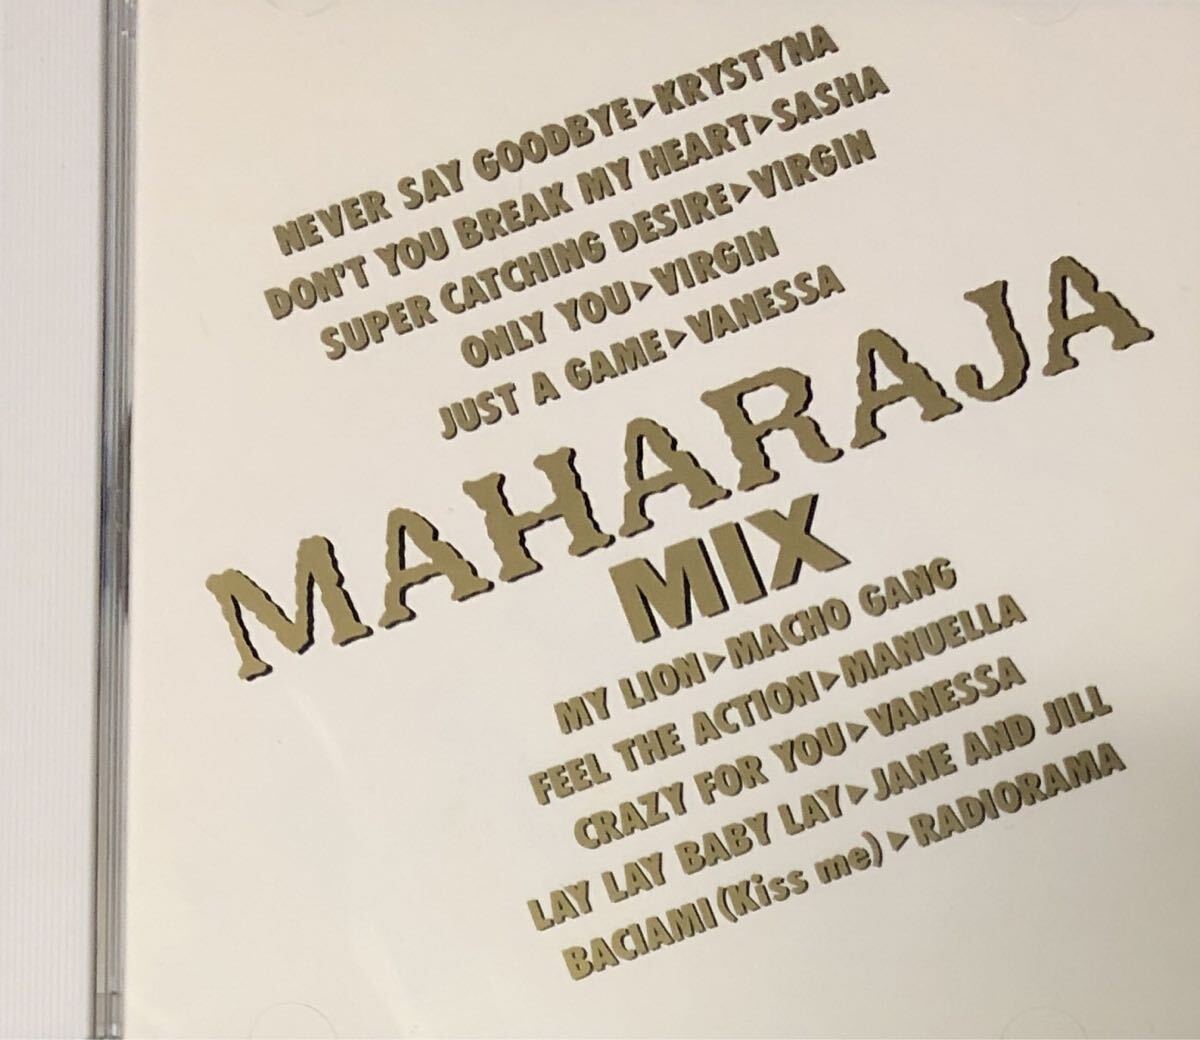 NEVER SAY GOODBYE▶KRYSTYNA
DON'T YOU BREAK MY HEART▶SASHA
SUPER CATCHING DESIRE▶VIRGIN
ONLY YOU▶VIRGIN
JUST A GAME▶VANESSA
MAHARAJA
MIX
MY LION▶MACHO GANG
FEEL THE ACTION▶MANUELLA
CRAZY FOR YOU▶VANESSA
LAY LAY BABY LAY▶JANE AND JILL
BACIAMI (Kiss me)▶RADIORAMA